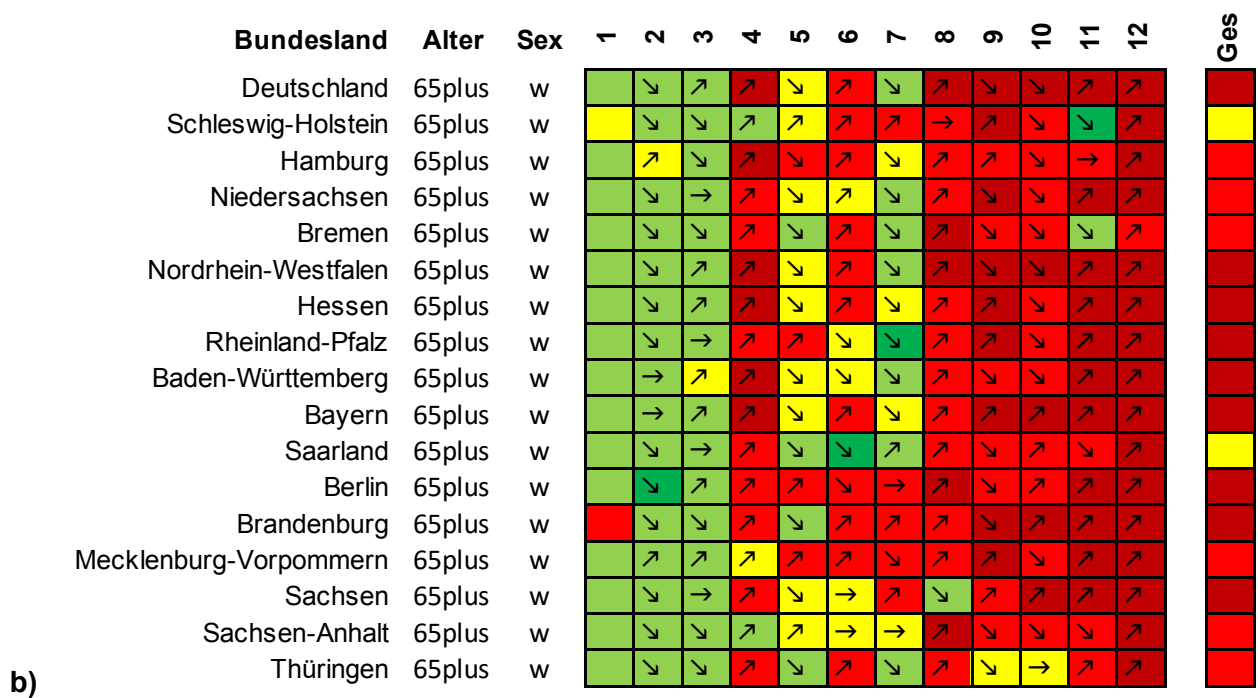 Bundesland Alter Sex 1 2 3 4 5 6 7 8 9 10 11 12 Ges
Deutschland 65plus w ↘ ↗ ↗ ↘ ↗ ↘ ↗ ↘ ↘ ↗ ↗
Schleswig-Holstein 65plus w ↘ ↘ ↗ ↗ ↗ ↗ → ↗ ↘ ↘ ↗
Hamburg 65plus w ↗ ↘ ↗ ↘ ↗ ↘ ↗ ↗ ↘ → ↗
Niedersachsen 65plus w ↘ → ↗ ↘ ↗ ↘ ↗ ↘ ↘ ↗ ↗
Bremen 65plus w ↘ ↘ ↗ ↘ ↗ ↘ ↗ ↘ ↘ ↘ ↗
Nordrhein-Westfalen 65plus w ↘ ↗ ↗ ↘ ↗ ↘ ↗ ↘ ↘ ↗ ↗
Hessen 65plus w ↘ ↗ ↗ ↘ ↗ ↘ ↗ ↗ ↘ ↗ ↗
Rheinland-Pfalz 65plus w ↘ → ↗ ↗ ↘ ↘ ↗ ↗ ↘ ↗ ↗
Baden-Württemberg 65plus w → ↗ ↗ ↘ ↘ ↘ ↗ ↘ ↘ ↗ ↗
Bayern 65plus w → ↗ ↗ ↘ ↗ ↘ ↗ ↗ ↗ ↗ ↗
Saarland 65plus w ↘ → ↗ ↘ ↘ ↗ ↗ ↘ ↗ ↘ ↗
Berlin 65plus w ↘ ↗ ↗ ↗ ↘ → ↗ ↘ ↗ ↗ ↗
Brandenburg 65plus w ↘ ↘ ↗ ↘ ↗ ↗ ↗ ↘ ↗ ↗ ↗
Mecklenburg-Vorpommern 65plus w ↗ ↗ ↗ ↗ ↗ ↘ ↗ ↗ ↘ ↗ ↗
Sachsen 65plus w ↘ → ↗ ↘ → ↗ ↘ ↗ ↗ ↗ ↗
Sachsen-Anhalt 65plus w ↘ ↘ ↗ ↗ → → ↗ ↘ ↘ ↘ ↗
Thüringen 65plus w ↘ ↘ ↗ ↘ ↗ ↘ ↗ ↘ → ↗ ↗
b)